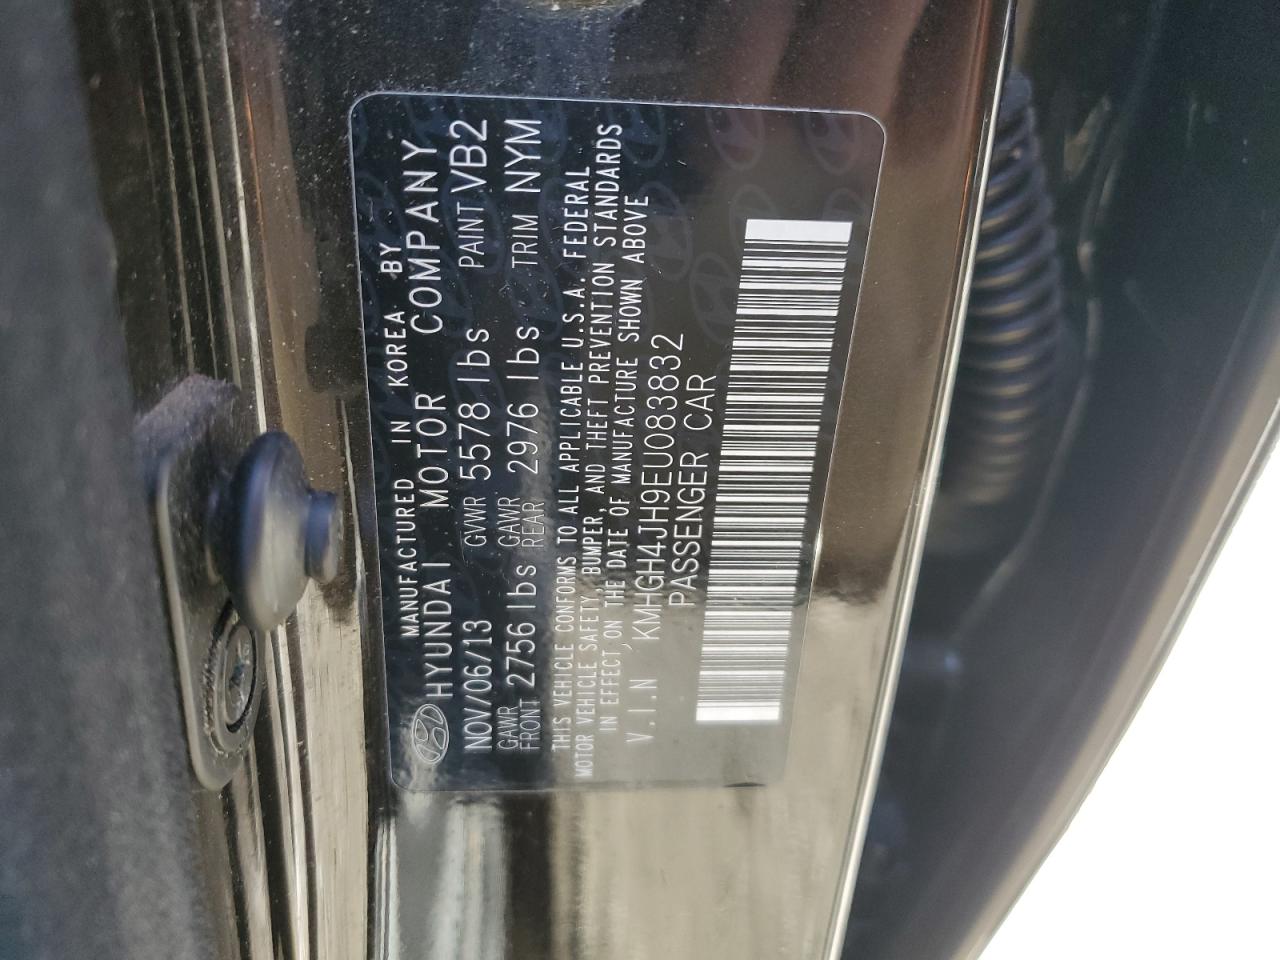 MANUFACTURED IN KOREA BY
HYUNDAI MOTOR COMPANY
NOV/06/13 GVWR 5578 lbs PAINT VB2
GAWR FRONT 2756 lbs GAWR REAR 2976 lbs TRIM NYM
THIS VEHICLE CONFORMS TO ALL APPLICABLE U.S.A. FEDERAL
MOTOR VEHICLE SAFETY, BUMPER, AND THEFT PREVENTION STANDARDS
IN EFFECT ON THE DATE OF MANUFACTURE SHOWN ABOVE
V.I.N KMHGH4JH9EU083832
PASSENGER CAR